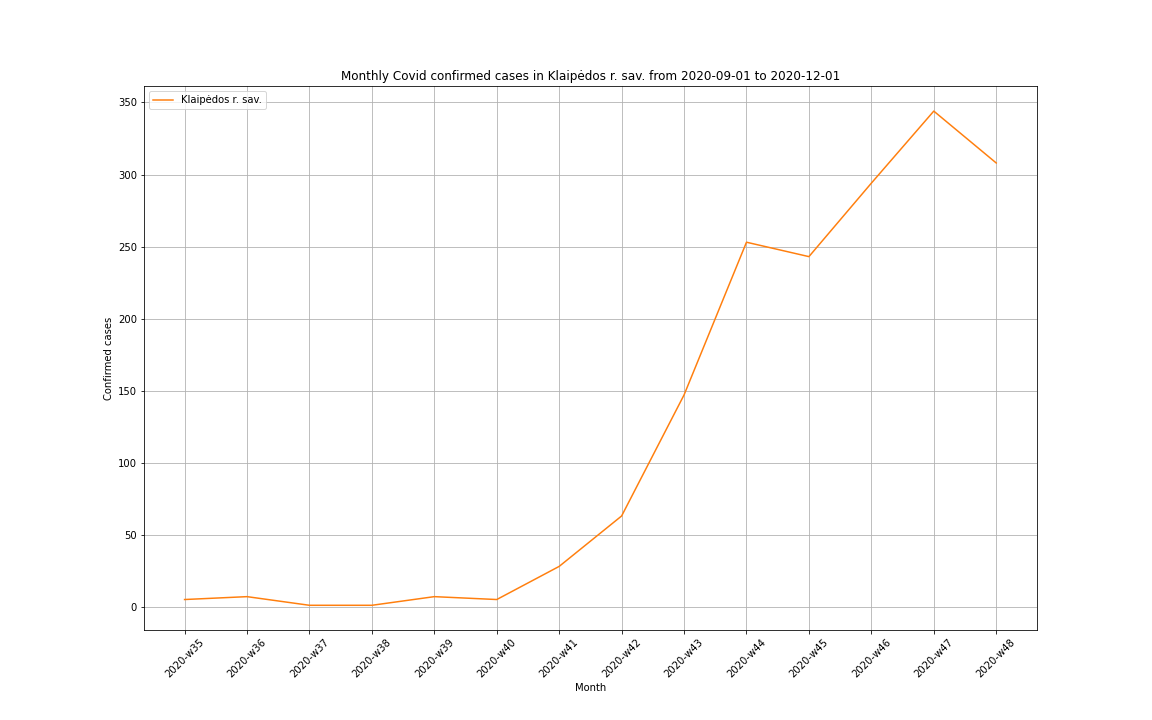 Monthly Covid confirmed cases in Klaipėdos r. sav. from 2020-09-01 to 2020-12-01
Klaipėdos r. sav.
350
300
250
200
150
100
50
0
Confirmed cases
2020-w35
2020-w36
2020-w37
2020-w38
2020-w39
2020-w40
2020-w41
2020-w42
2020-w43
2020-w44
2020-w45
2020-w46
2020-w47
2020-w48
Month